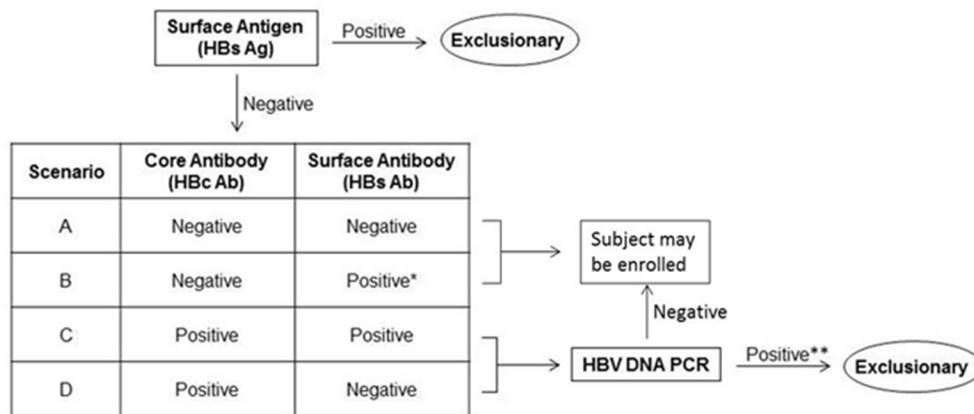 Surface Antigen
(HBs Ag)
Positive
Exclusionary
Negative
Scenario
Core Antibody
(HBc Ab)
Surface Antibody
(HBs Ab)
A
Negative
Negative
B
Negative
Positive*
C
Positive
Positive
D
Positive
Negative
Subject may
be enrolled
Negative
HBV DNA PCR
Positive**
Exclusionary